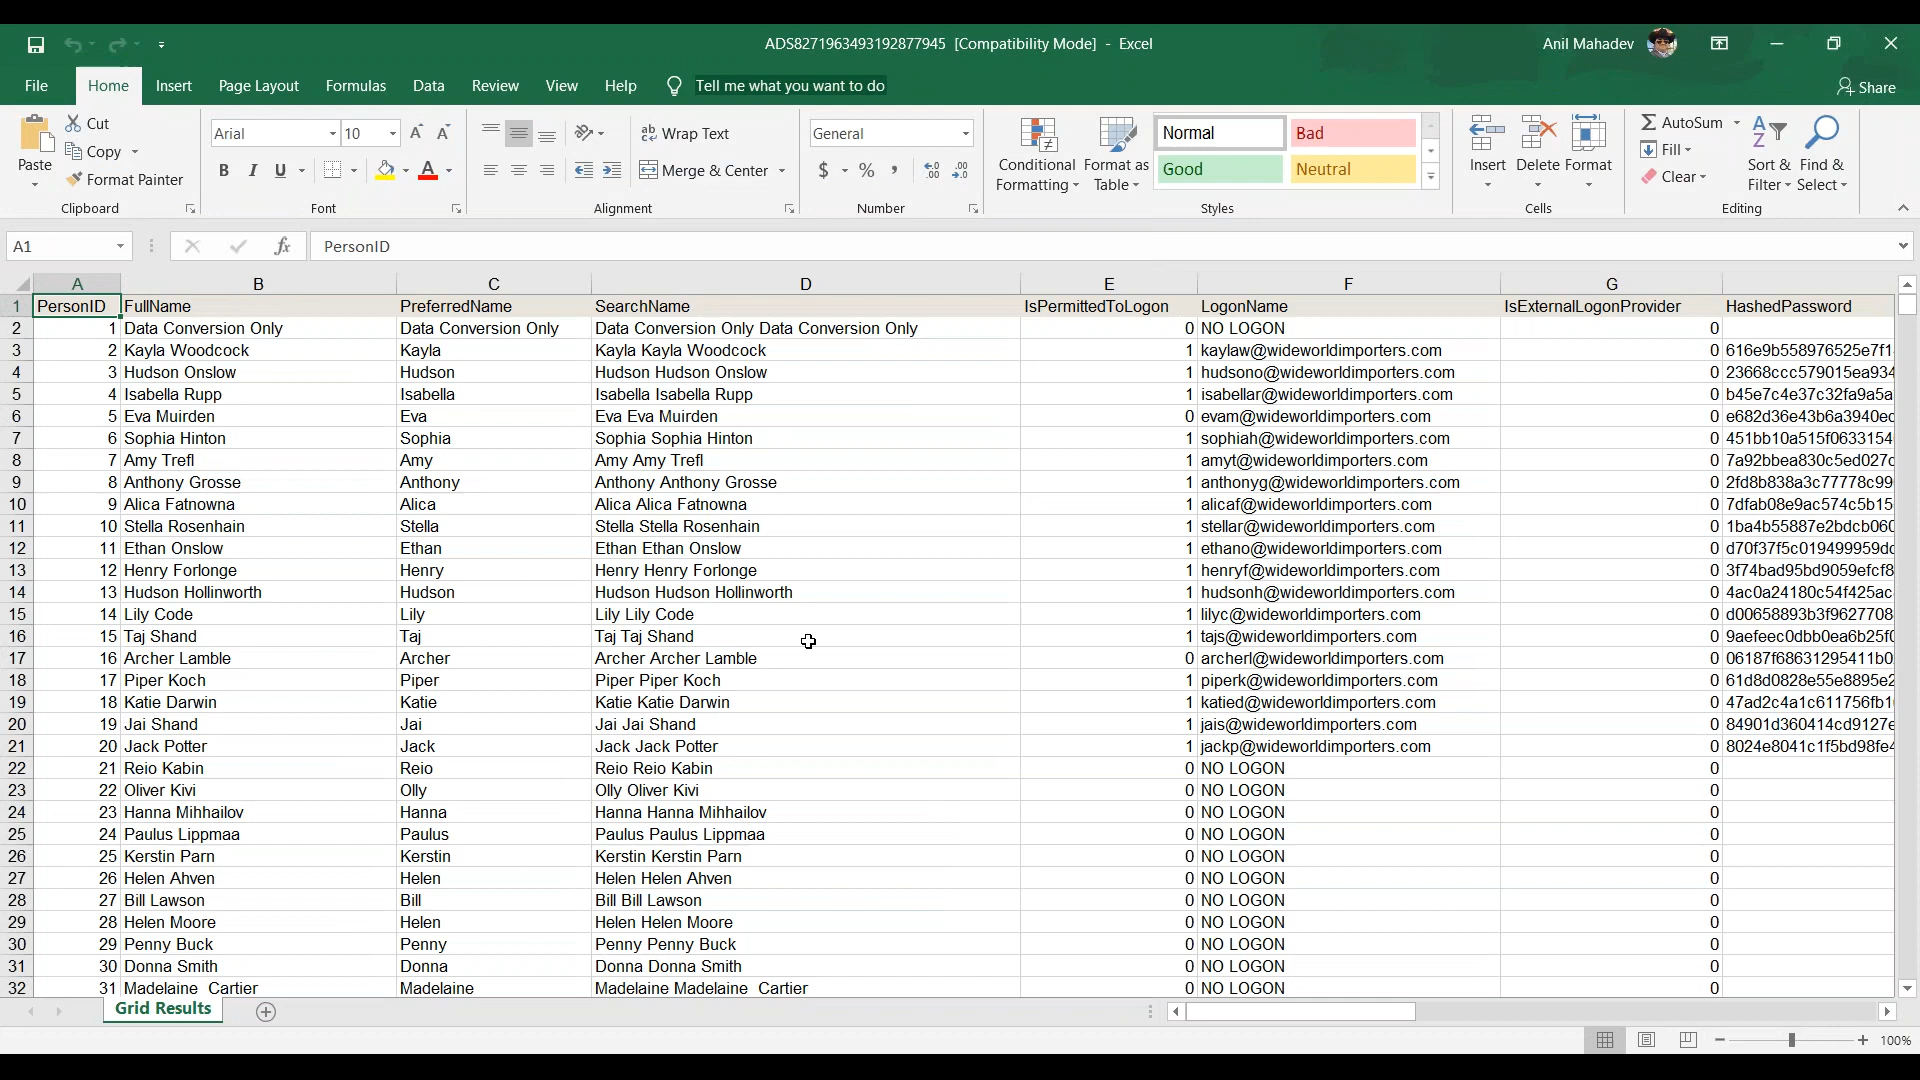 ADS8271963493192877945 [Compatibility Mode] - Excel
Anil Mahadev
File Home Insert Page Layout Formulas Data Review View Help Tell me what you want to do Share
Paste Cut Copy Format Painter Clipboard
Arial 10 B I U A Font
Wrap Text Merge & Center Alignment
General $ % , Number
Conditional Formatting Format as Table Normal Bad Good Neutral Styles
Insert Delete Format Cells
AutoSum Fill Clear Sort & Filter Find & Select Editing
A1 fx PersonID
A B C D E F G
1 PersonID FullName PreferredName SearchName IsPermittedToLogon LogonName IsExternalLogonProvider HashedPassword
2 1 Data Conversion Only Data Conversion Only Data Conversion Only Data Conversion Only 0 NO LOGON 0
3 2 Kayla Woodcock Kayla Kayla Kayla Woodcock 1 kaylaw@wideworldimporters.com 0 616e9b558976525e7f1
4 3 Hudson Onslow Hudson Hudson Hudson Onslow 1 hudsono@wideworldimporters.com 0 23668ccc579015ea934
5 4 Isabella Rupp Isabella Isabella Isabella Rupp 1 isabellar@wideworldimporters.com 0 b45e7c4e37c32fa9a5a
6 5 Eva Muirden Eva Eva Eva Muirden 0 evam@wideworldimporters.com 0 e682d36e43b6a3940ec
7 6 Sophia Hinton Sophia Sophia Sophia Hinton 1 sophiah@wideworldimporters.com 0 451bb10a515f0633154
8 7 Amy Trefl Amy Amy Amy Trefl 1 amyt@wideworldimporters.com 0 7a92bbea830c5ed027c
9 8 Anthony Grosse Anthony Anthony Anthony Grosse 1 anthonyg@wideworldimporters.com 0 2fd8b838a3c77778c99
10 9 Alica Fatnowna Alica Alica Alica Fatnowna 1 alicaf@wideworldimporters.com 0 7dfab08e9ac574c5b15
11 10 Stella Rosenhain Stella Stella Stella Rosenhain 1 stellar@wideworldimporters.com 0 1ba4b55887e2bdcb060
12 11 Ethan Onslow Ethan Ethan Ethan Onslow 1 ethano@wideworldimporters.com 0 d70f37f5c019499959dc
13 12 Henry Forlonge Henry Henry Henry Forlonge 1 henryf@wideworldimporters.com 0 3f74bad95bd9059efcf8
14 13 Hudson Hollinworth Hudson Hudson Hudson Hollinworth 1 hudsonh@wideworldimporters.com 0 4ac0a24180c54f425ac
15 14 Lily Code Lily Lily Lily Code 1 lilyc@wideworldimporters.com 0 d00658893b3f9627708
16 15 Taj Shand Taj Taj Taj Shand 1 tajs@wideworldimporters.com 0 9aefeec0dbb0ea6b25f0
17 16 Archer Lamble Archer Archer Archer Lamble 0 archerl@wideworldimporters.com 0 06187f68631295411b0
18 17 Piper Koch Piper Piper Piper Koch 1 piperk@wideworldimporters.com 0 61d8d0828e55e8895e2
19 18 Katie Darwin Katie Katie Katie Darwin 1 katied@wideworldimporters.com 0 47ad2c4a1c611756fb1
20 19 Jai Shand Jai Jai Jai Shand 1 jais@wideworldimporters.com 0 84901d360414cd9127e
21 20 Jack Potter Jack Jack Jack Potter 1 jackp@wideworldimporters.com 0 8024e8041c1f5bd98fe4
22 21 Reio Kabin Reio Reio Reio Kabin 0 NO LOGON 0
23 22 Oliver Kivi Olly Olly Oliver Kivi 0 NO LOGON 0
24 23 Hanna Mihhailov Hanna Hanna Hanna Mihhailov 0 NO LOGON 0
25 24 Paulus Lippmaa Paulus Paulus Paulus Lippmaa 0 NO LOGON 0
26 25 Kerstin Parn Kerstin Kerstin Kerstin Parn 0 NO LOGON 0
27 26 Helen Ahven Helen Helen Helen Ahven 0 NO LOGON 0
28 27 Bill Lawson Bill Bill Bill Lawson 0 NO LOGON 0
29 28 Helen Moore Helen Helen Helen Moore 0 NO LOGON 0
30 29 Penny Buck Penny Penny Penny Buck 0 NO LOGON 0
31 30 Donna Smith Donna Donna Donna Smith 0 NO LOGON 0
32 31 Madelaine Cartier Madelaine Madelaine Madelaine Cartier 0 NO LOGON 0
Grid Results
100%